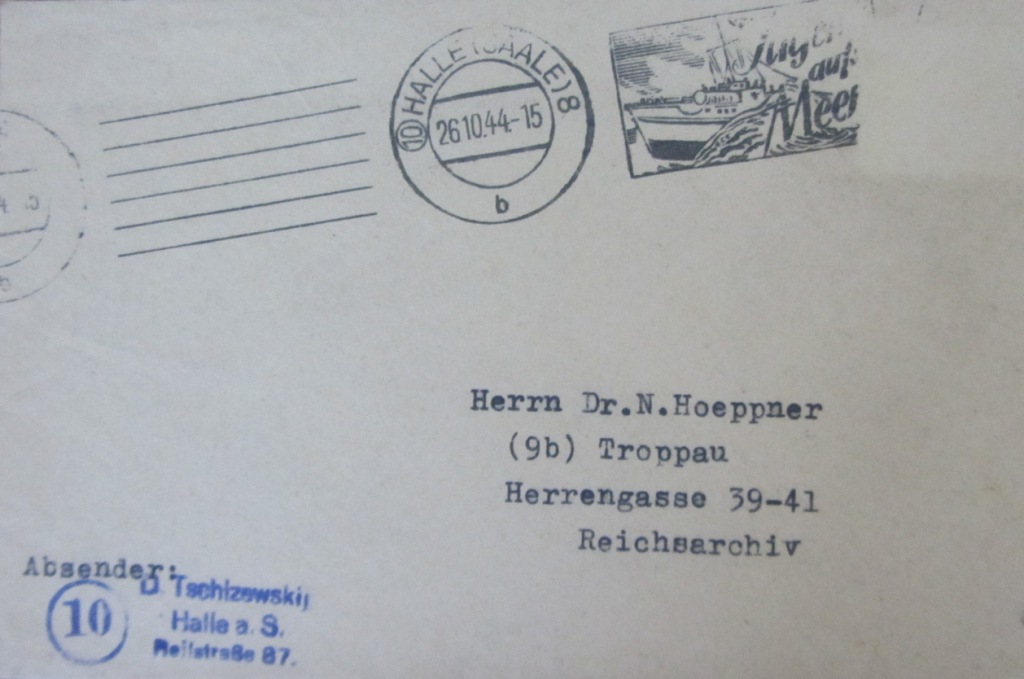 10 HALLE (SAALE) 8
26.10.44.-15
b
auf
Meer
Herrn Dr.N.Hoeppner
(9b) Troppau
Herrengasse 39-41
Reichsarchiv
Absender:
D. Tschizewskij
10
Halle a. S.
Reilstraße 87.